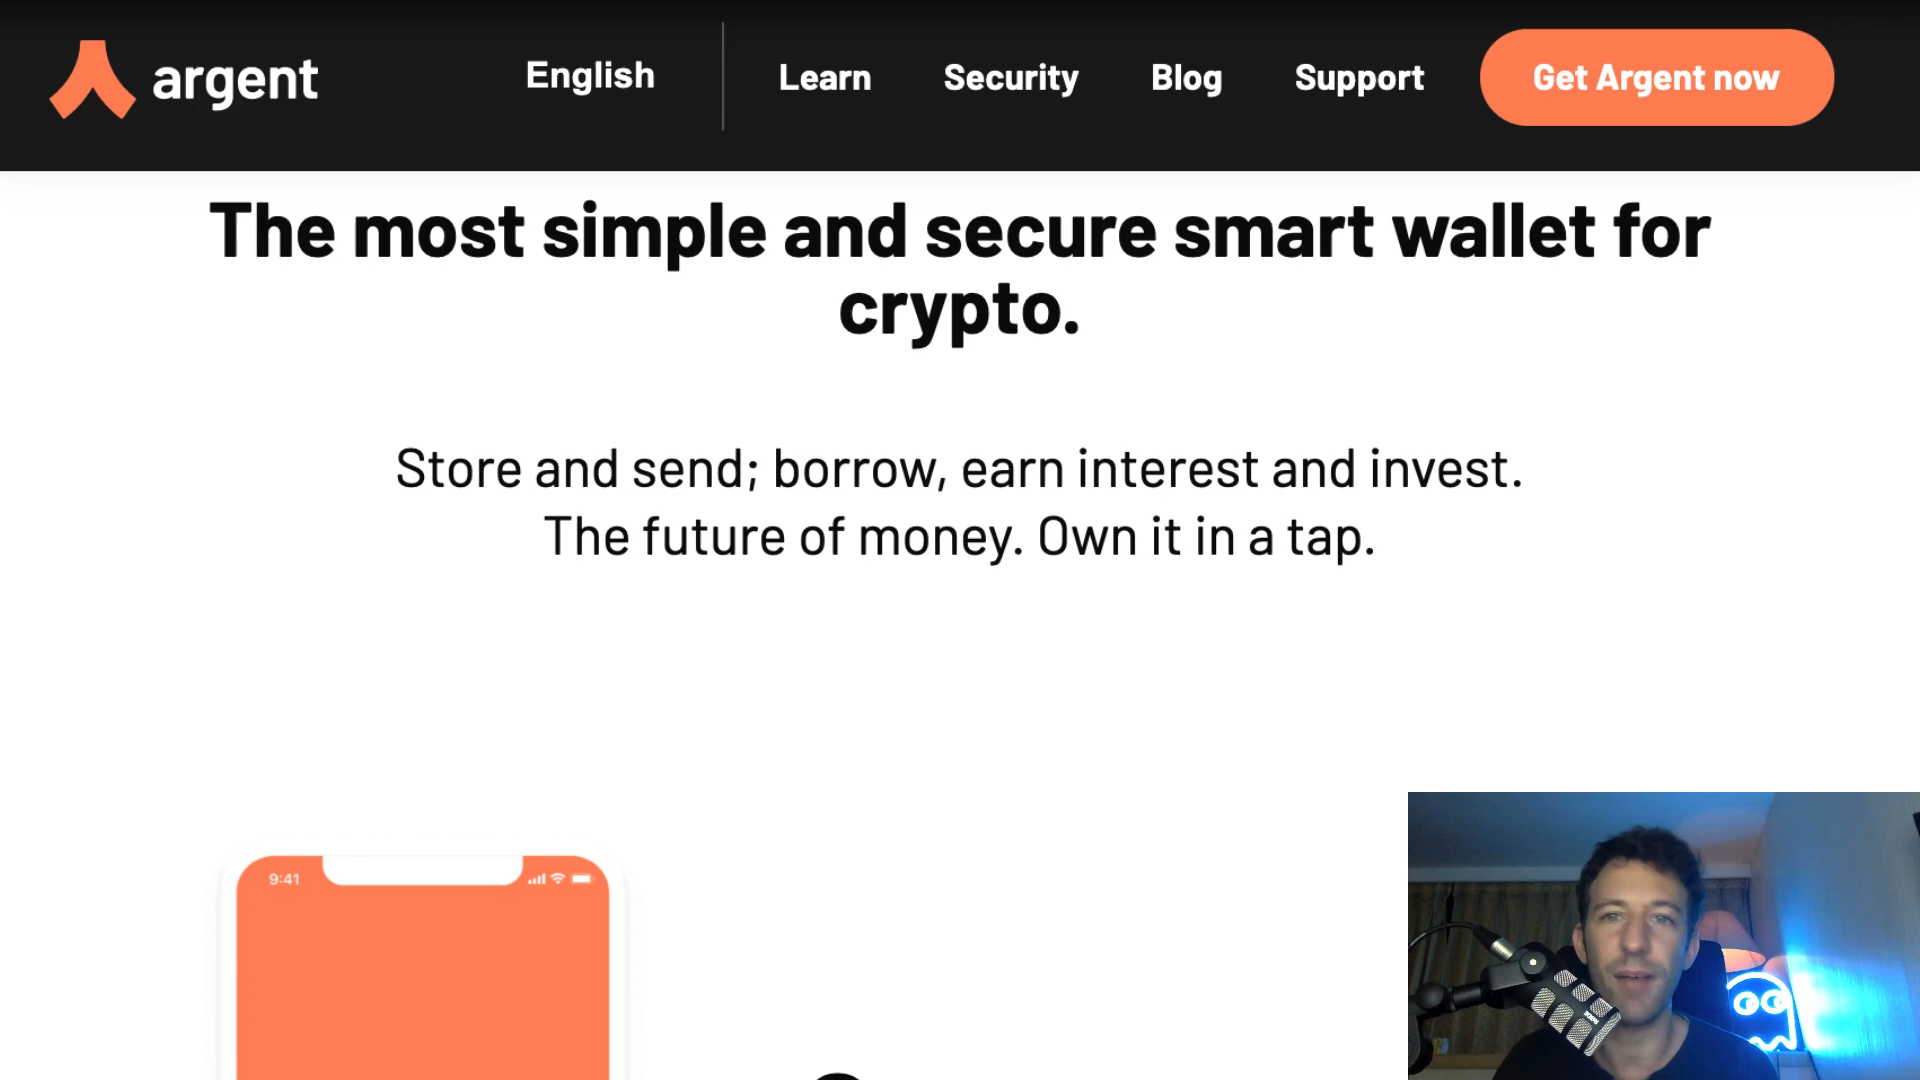 argent
English
Learn
Security
Blog
Support
Get Argent now
The most simple and secure smart wallet for
crypto.
Store and send; borrow, earn interest and invest.
The future of money. Own it in a tap.
9:41